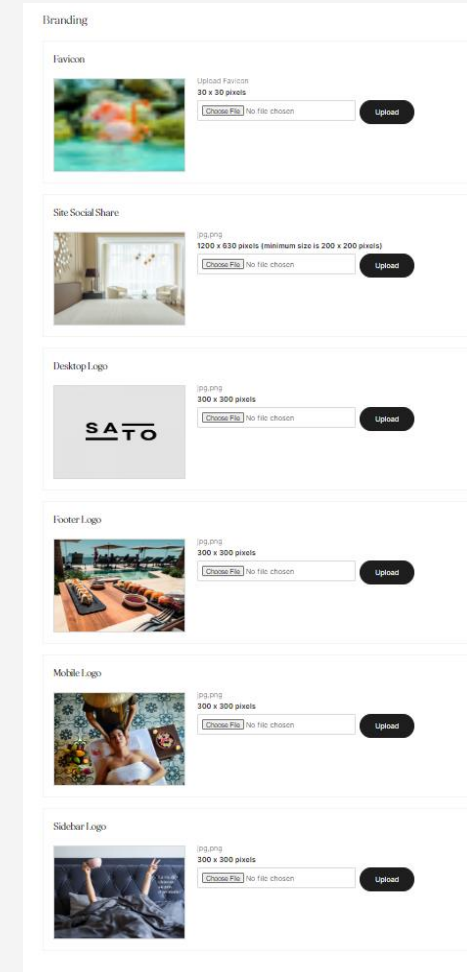 Branding
Favicon
Upload Favicon
30 x 30 pixels
Choose File No file chosen
Upload
Site Social Share
jpg,png
1200 x 630 pixels (minimum size is 200 x 200 pixels)
Choose File No file chosen
Upload
Desktop Logo
SATO
jpg,png
300 x 300 pixels
Choose File No file chosen
Upload
Footer Logo
jpg,png
300 x 300 pixels
Choose File No file chosen
Upload
Mobile Logo
jpg,png
300 x 300 pixels
Choose File No file chosen
Upload
Sidebar Logo
jpg,png
300 x 300 pixels
Choose File No file chosen
Upload